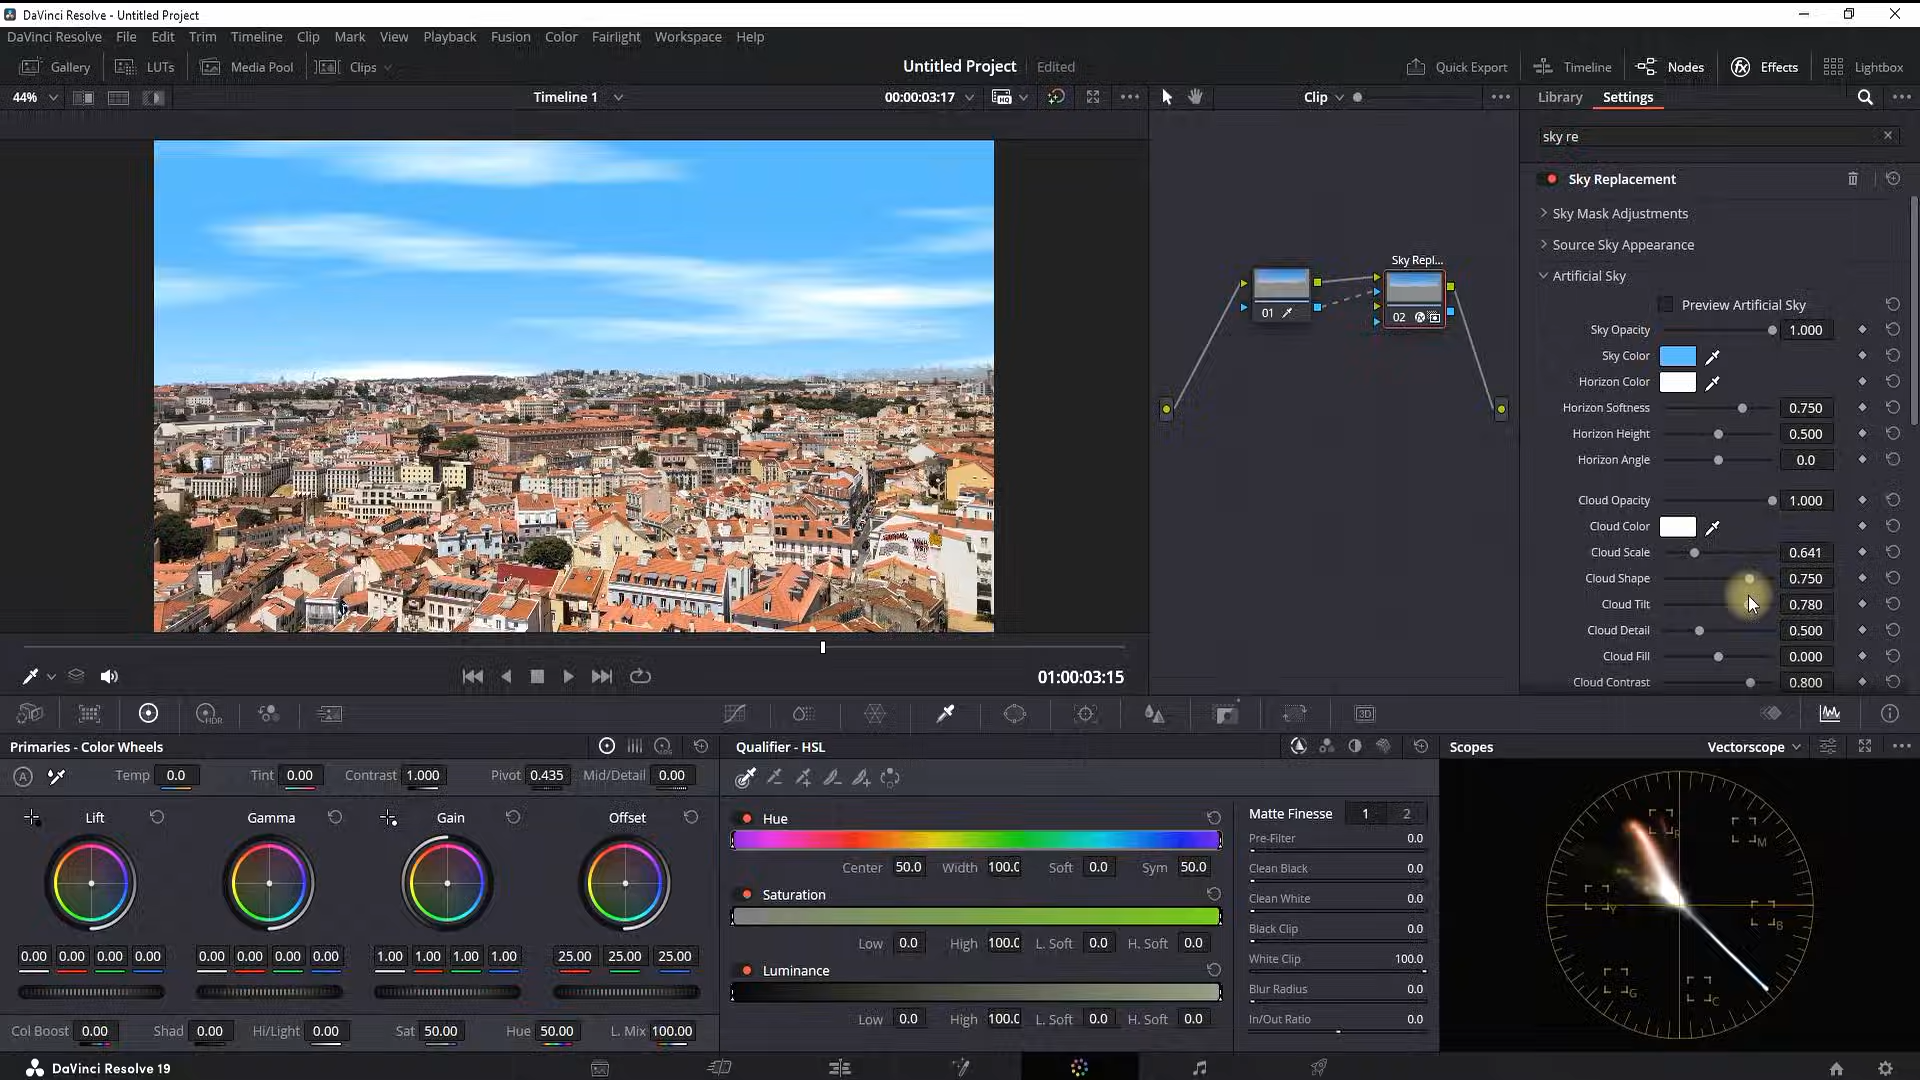 DaVinci Resolve - Untitled Project
DaVinci Resolve File Edit Trim Timeline Clip Mark View Playback Fusion Color Fairlight Workspace Help
Gallery LUTs Media Pool Clips Untitled Project Edited Quick Export Timeline Nodes Effects Lightbox
44% Timeline 1 00:00:03:17 Clip Library Settings
sky re
Sky Replacement
Sky Mask Adjustments
Source Sky Appearance
Artificial Sky
Preview Artificial Sky
Sky Opacity 1.000
Sky Color
Horizon Color
Horizon Softness 0.750
Horizon Height 0.500
Horizon Angle 0.0
Cloud Opacity 1.000
Cloud Color
Cloud Scale 0.641
Cloud Shape 0.750
Cloud Tilt 0.780
Cloud Detail 0.500
Cloud Fill 0.000
Cloud Contrast 0.800
Sky Repl...
01
02
01:00:03:15
HDR
3D
Primaries - Color Wheels
A Temp 0.0 Tint 0.00 Contrast 1.000 Pivot 0.435 Mid/Detail 0.00
Lift Gamma Gain Offset
0.00 0.00 0.00 0.00 0.00 0.00 0.00 0.00 1.00 1.00 1.00 1.00 25.00 25.00 25.00
Col Boost 0.00 Shad 0.00 Hi/Light 0.00 Sat 50.00 Hue 50.00 L. Mix 100.00
Qualifier - HSL
Hue
Center 50.0 Width 100.0 Soft 0.0 Sym 50.0
Saturation
Low 0.0 High 100.0 L. Soft 0.0 H. Soft 0.0
Luminance
Low 0.0 High 100.0 L. Soft 0.0 H. Soft 0.0
Matte Finesse 1 2
Pre-Filter 0.0
Clean Black 0.0
Clean White 0.0
Black Clip 0.0
White Clip 100.0
Blur Radius 0.0
In/Out Ratio 0.0
Scopes Vectorscope
R
M
Y
B
G
C
DaVinci Resolve 19